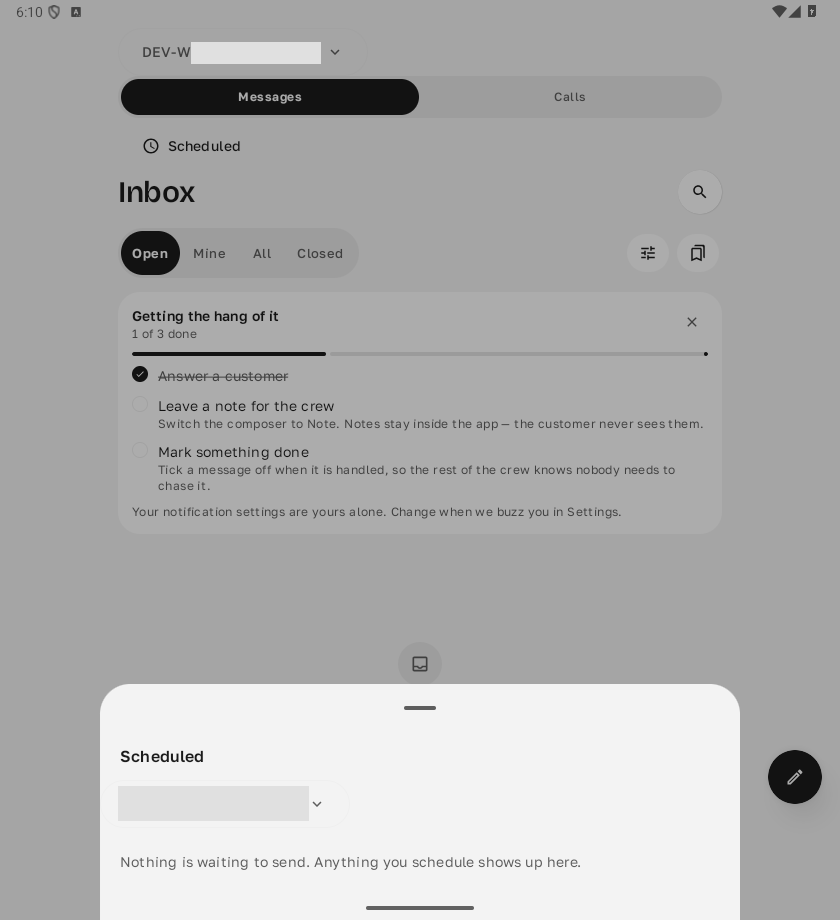 6:10
DEV-W
Messages
Calls
Scheduled
Inbox
Open
Mine
All
Closed
Getting the hang of it
1 of 3 done
Answer a customer
Leave a note for the crew
Switch the composer to Note. Notes stay inside the app — the customer never sees them.
Mark something done
Tick a message off when it is handled, so the rest of the crew knows nobody needs to
chase it.
Your notification settings are yours alone. Change when we buzz you in Settings.
Scheduled
Nothing is waiting to send. Anything you schedule shows up here.